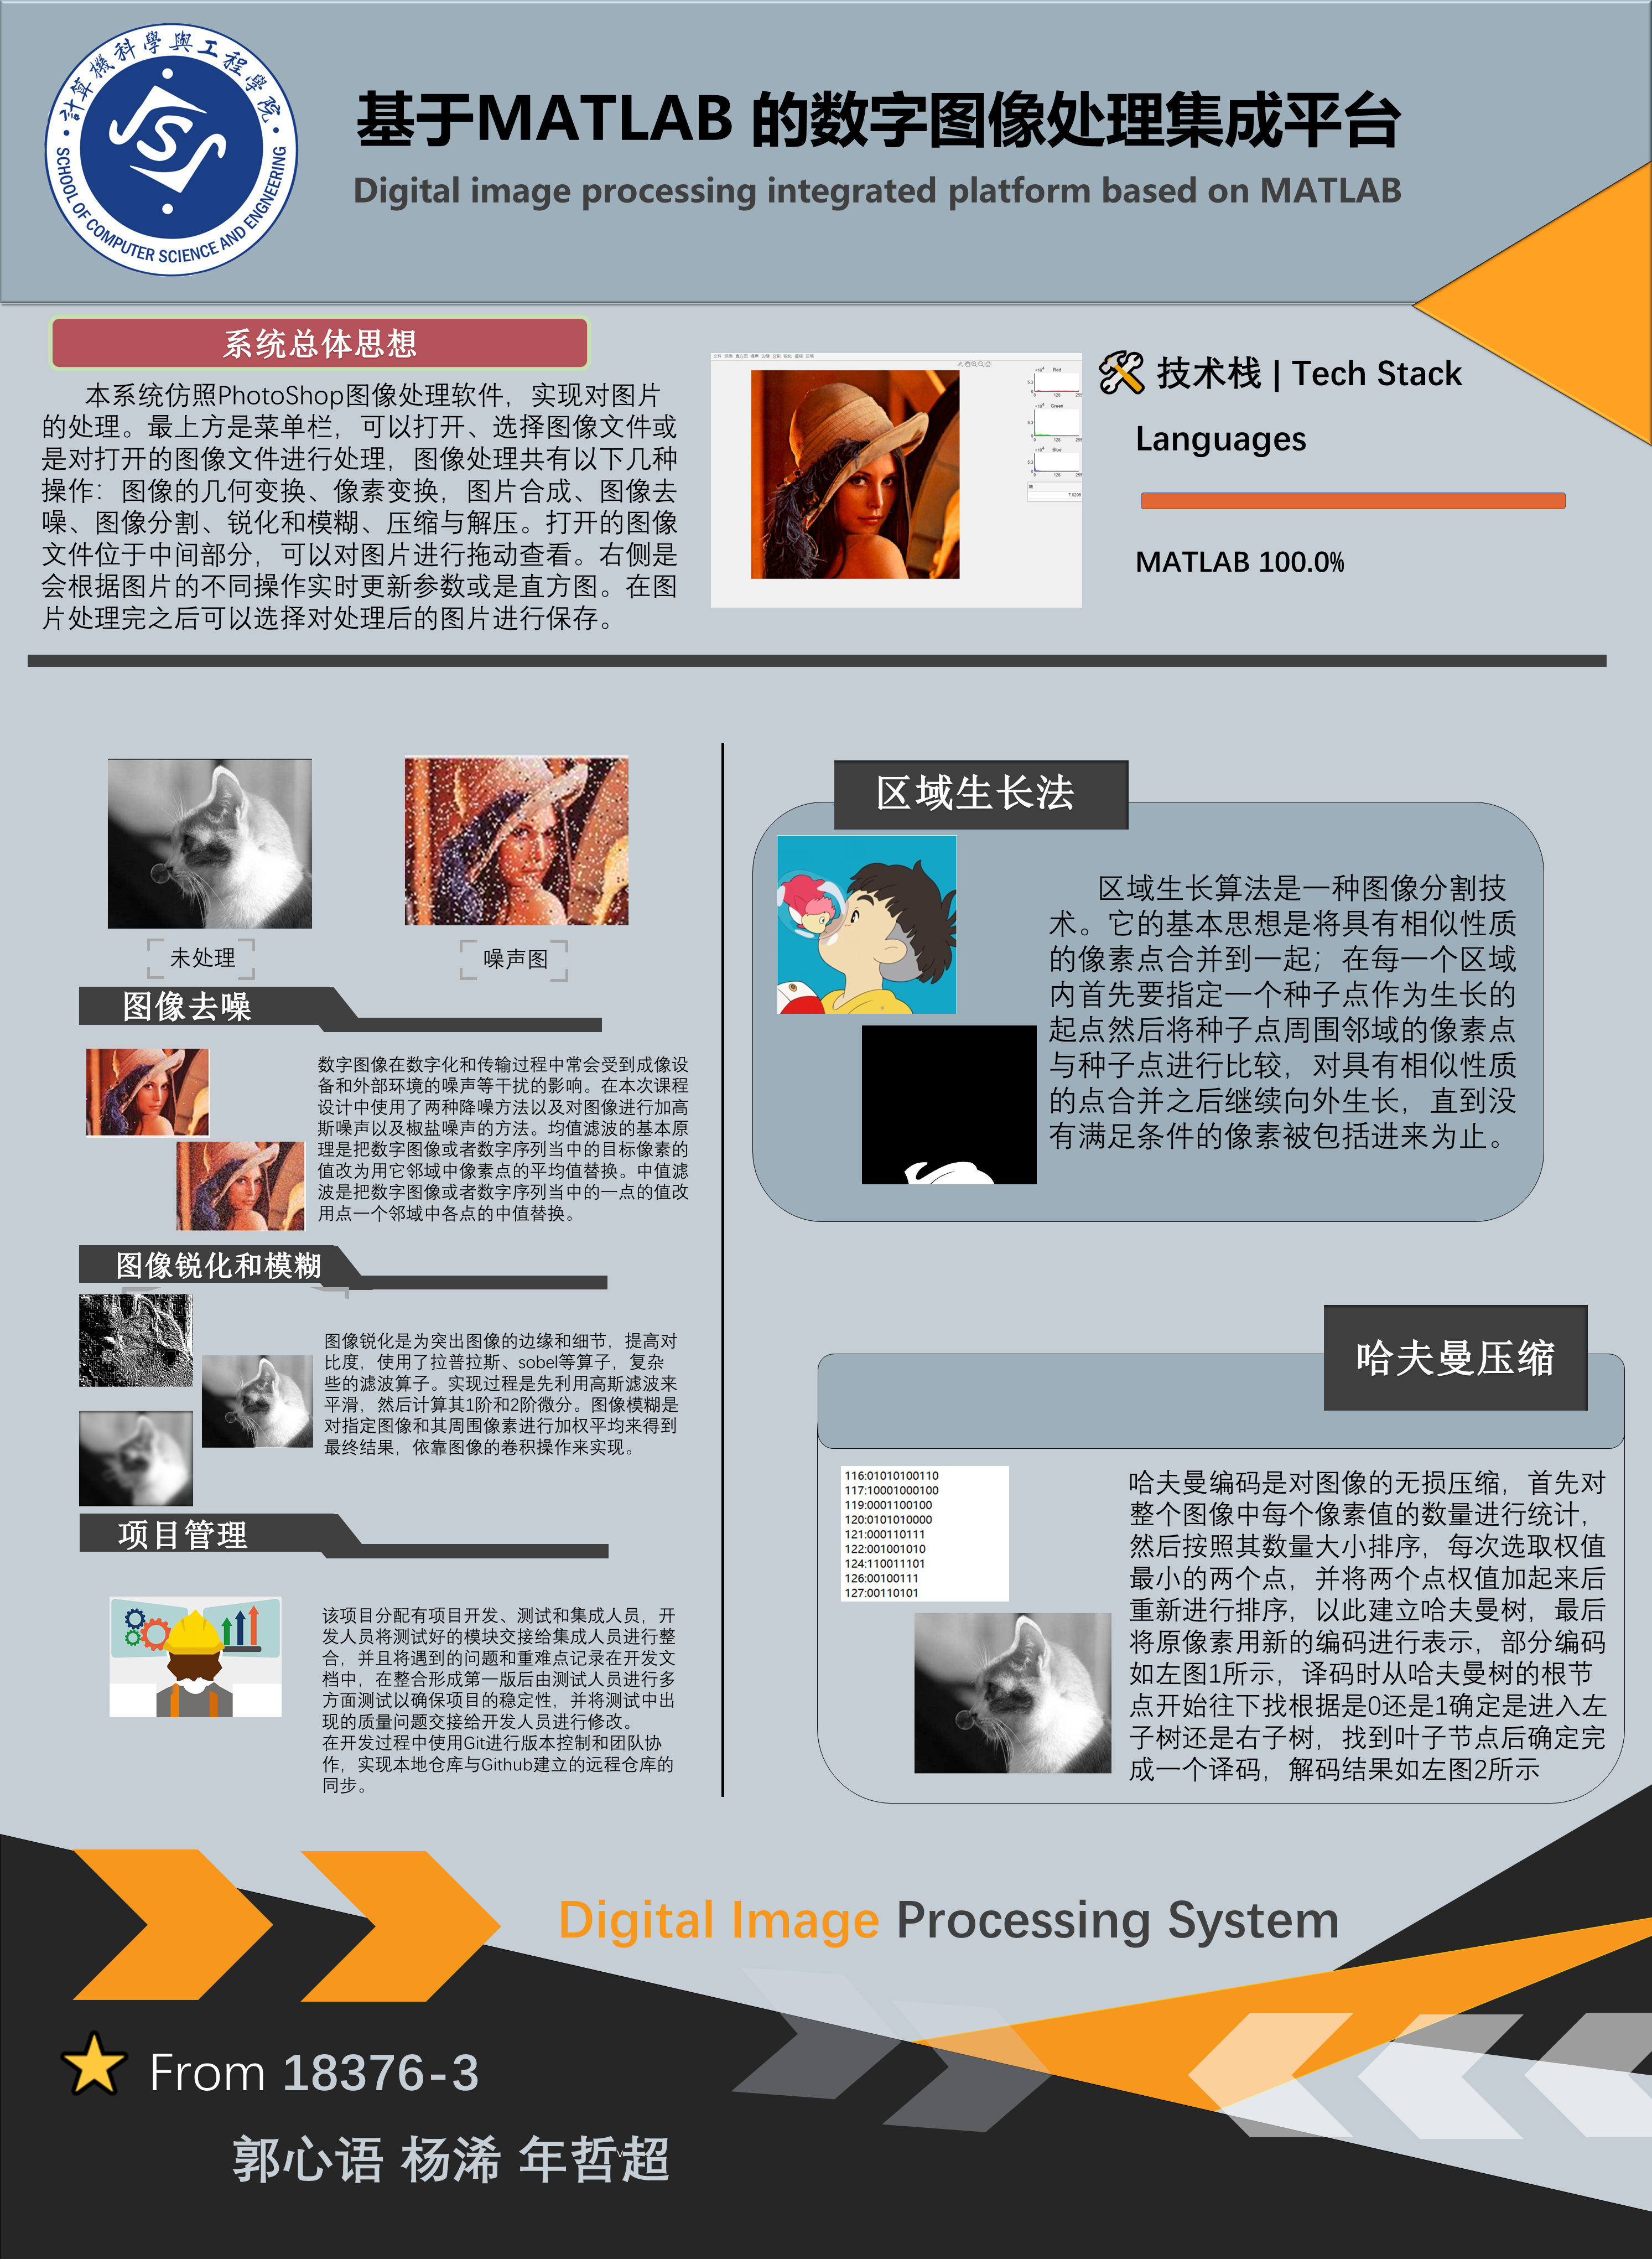 計算機科學與工程學院
SCHOOL OF COMPUTER SCIENCE AND ENGNEERING
基于MATLAB 的数字图像处理集成平台
Digital image processing integrated platform based on MATLAB
系统总体思想
本系统仿照PhotoShop图像处理软件，实现对图片
的处理。最上方是菜单栏，可以打开、选择图像文件或
是对打开的图像文件进行处理，图像处理共有以下几种
操作：图像的几何变换、像素变换，图片合成、图像去
噪、图像分割、锐化和模糊、压缩与解压。打开的图像
文件位于中间部分，可以对图片进行拖动查看。右侧是
会根据图片的不同操作实时更新参数或是直方图。在图
片处理完之后可以选择对处理后的图片进行保存。
Red
Green
Blue
技术栈 | Tech Stack
Languages
MATLAB 100.0%
未处理
噪声图
图像去噪
数字图像在数字化和传输过程中常会受到成像设
备和外部环境的噪声等干扰的影响。在本次课程
设计中使用了两种降噪方法以及对图像进行加高
斯噪声以及椒盐噪声的方法。均值滤波的基本原
理是把数字图像或者数字序列当中的目标像素的
值改为用它邻域中像素点的平均值替换。中值滤
波是把数字图像或者数字序列当中的一点的值改
用点一个邻域中各点的中值替换。
图像锐化和模糊
图像锐化是为突出图像的边缘和细节，提高对
比度，使用了拉普拉斯、sobel等算子，复杂
些的滤波算子。实现过程是先利用高斯滤波来
平滑，然后计算其1阶和2阶微分。图像模糊是
对指定图像和其周围像素进行加权平均来得到
最终结果，依靠图像的卷积操作来实现。
项目管理
该项目分配有项目开发、测试和集成人员，开
发人员将测试好的模块交接给集成人员进行整
合，并且将遇到的问题和重难点记录在开发文
档中，在整合形成第一版后由测试人员进行多
方面测试以确保项目的稳定性，并将测试中出
现的质量问题交接给开发人员进行修改。
在开发过程中使用Git进行版本控制和团队协
作，实现本地仓库与Github建立的远程仓库的
同步。
区域生长法
区域生长算法是一种图像分割技
术。它的基本思想是将具有相似性质
的像素点合并到一起；在每一个区域
内首先要指定一个种子点作为生长的
起点然后将种子点周围邻域的像素点
与种子点进行比较，对具有相似性质
的点合并之后继续向外生长，直到没
有满足条件的像素被包括进来为止。
哈夫曼压缩
116:01010100110
117:10001000100
119:0001100100
120:0101010000
121:000110111
122:001001010
124:110011101
126:00100111
127:00110101
哈夫曼编码是对图像的无损压缩，首先对
整个图像中每个像素值的数量进行统计，
然后按照其数量大小排序，每次选取权值
最小的两个点，并将两个点权值加起来后
重新进行排序，以此建立哈夫曼树，最后
将原像素用新的编码进行表示，部分编码
如左图1所示，译码时从哈夫曼树的根节
点开始往下找根据是0还是1确定是进入左
子树还是右子树，找到叶子节点后确定完
成一个译码，解码结果如左图2所示
Digital Image Processing System
From 18376-3
郭心语 杨浠 年哲超